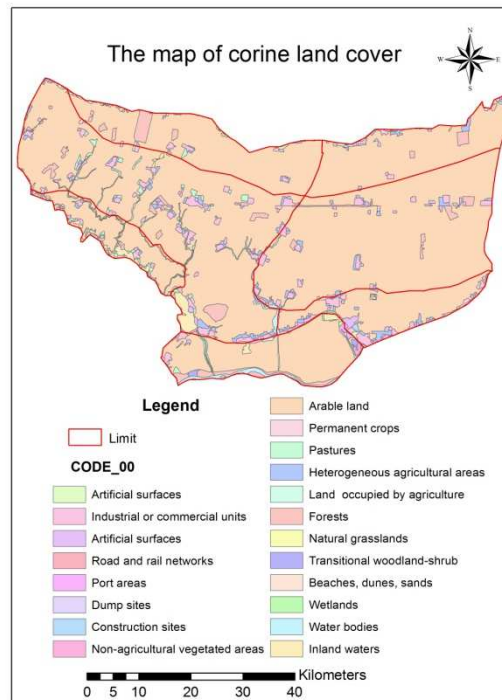 The map of corine land cover
N
W E
S
Legend
Limit
CODE_00
Artificial surfaces
Industrial or commercial units
Artificial surfaces
Road and rail networks
Port areas
Dump sites
Construction sites
Non-agricultural vegetated areas
Arable land
Permanent crops
Pastures
Heterogeneous agricultural areas
Land occupied by agriculture
Forests
Natural grasslands
Transitional woodland-shrub
Beaches, dunes, sands
Wetlands
Water bodies
Inland waters
Kilometers
0 5 10 20 30 40